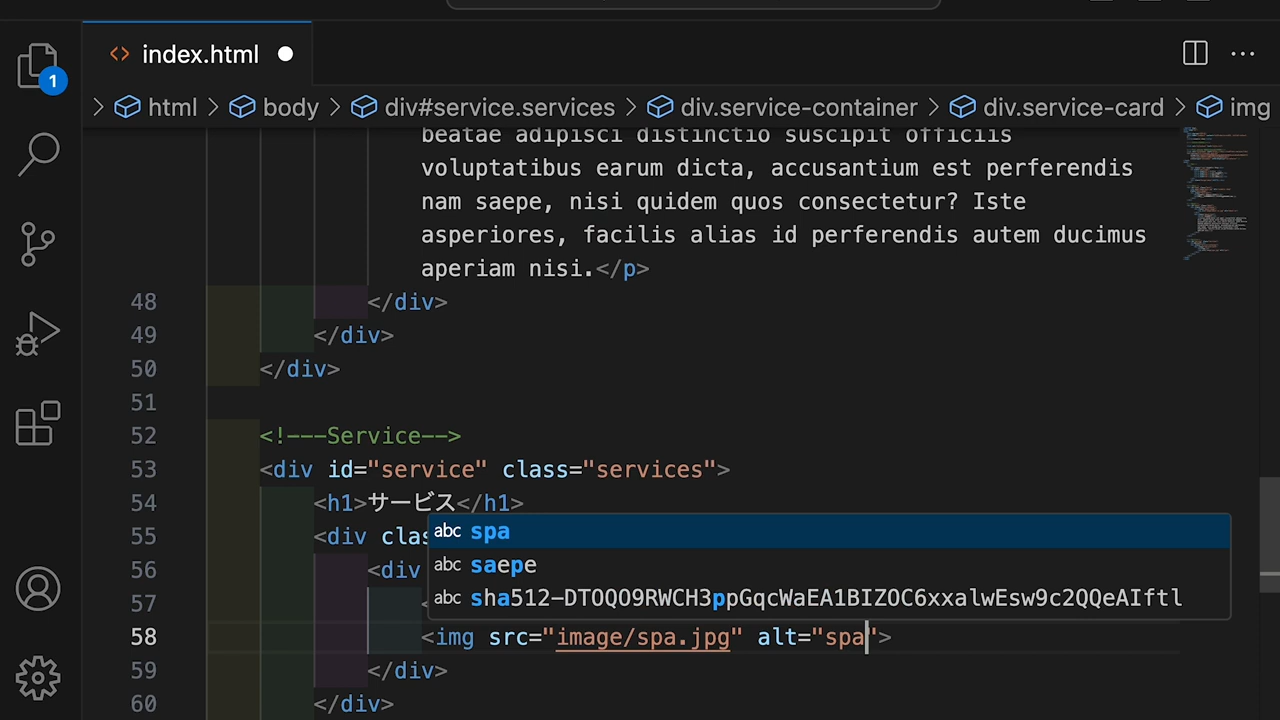 index.html
1
html
body
div#service.services
div.service-container
div.service-card
img
beatae adipisci distinctio suscipit officiis
voluptatibus earum dicta, accusantium est perferendis
nam saepe, nisi quidem quos consectetur? Iste
asperiores, facilis alias id perferendis autem ducimus
aperiam nisi.</p>
48 </div>
49 </div>
50 </div>
51
52 <!---Service-->
53 <div id="service" class="services">
54 <h1>サービス</h1>
55 <div clas
abc spa
abc saepe
56 <div
abc sha512-DTOQO9RWCH3ppGqcWaEA1BIZOC6xxalwEsw9c2QQeAIftl
57 <
58 <img src="image/spa.jpg" alt="spa">
59 </div>
60 </div>